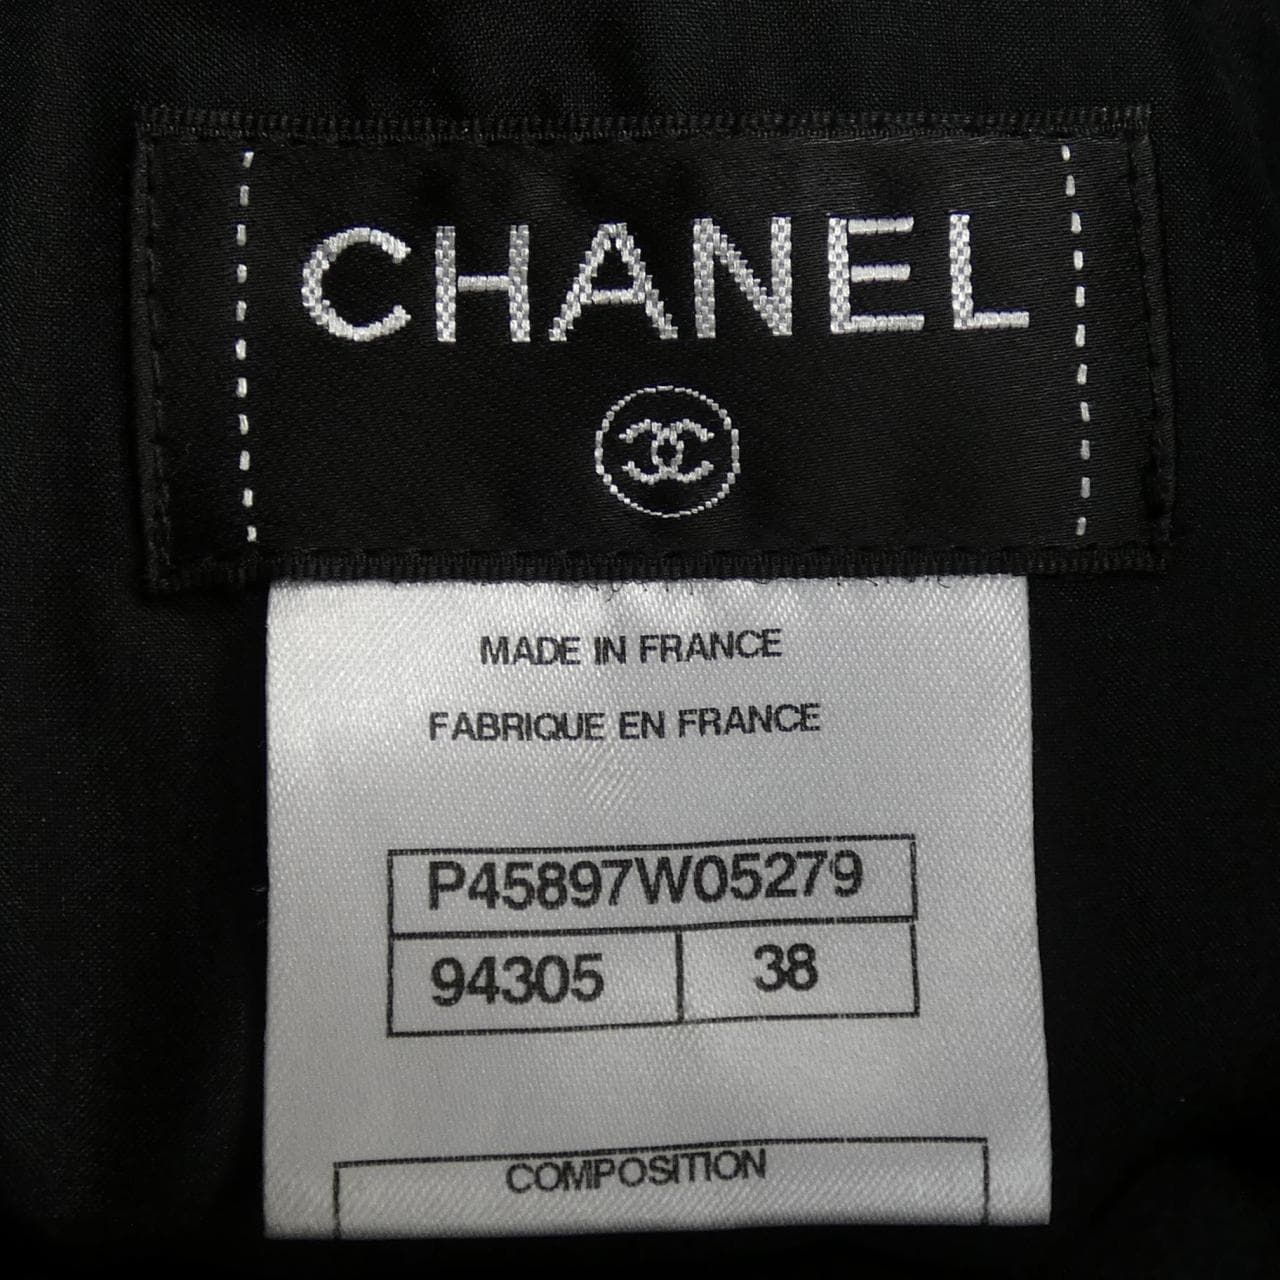 CHANEL
MADE IN FRANCE
FABRIQUE EN FRANCE
P45897W05279
94305 38
COMPOSITION